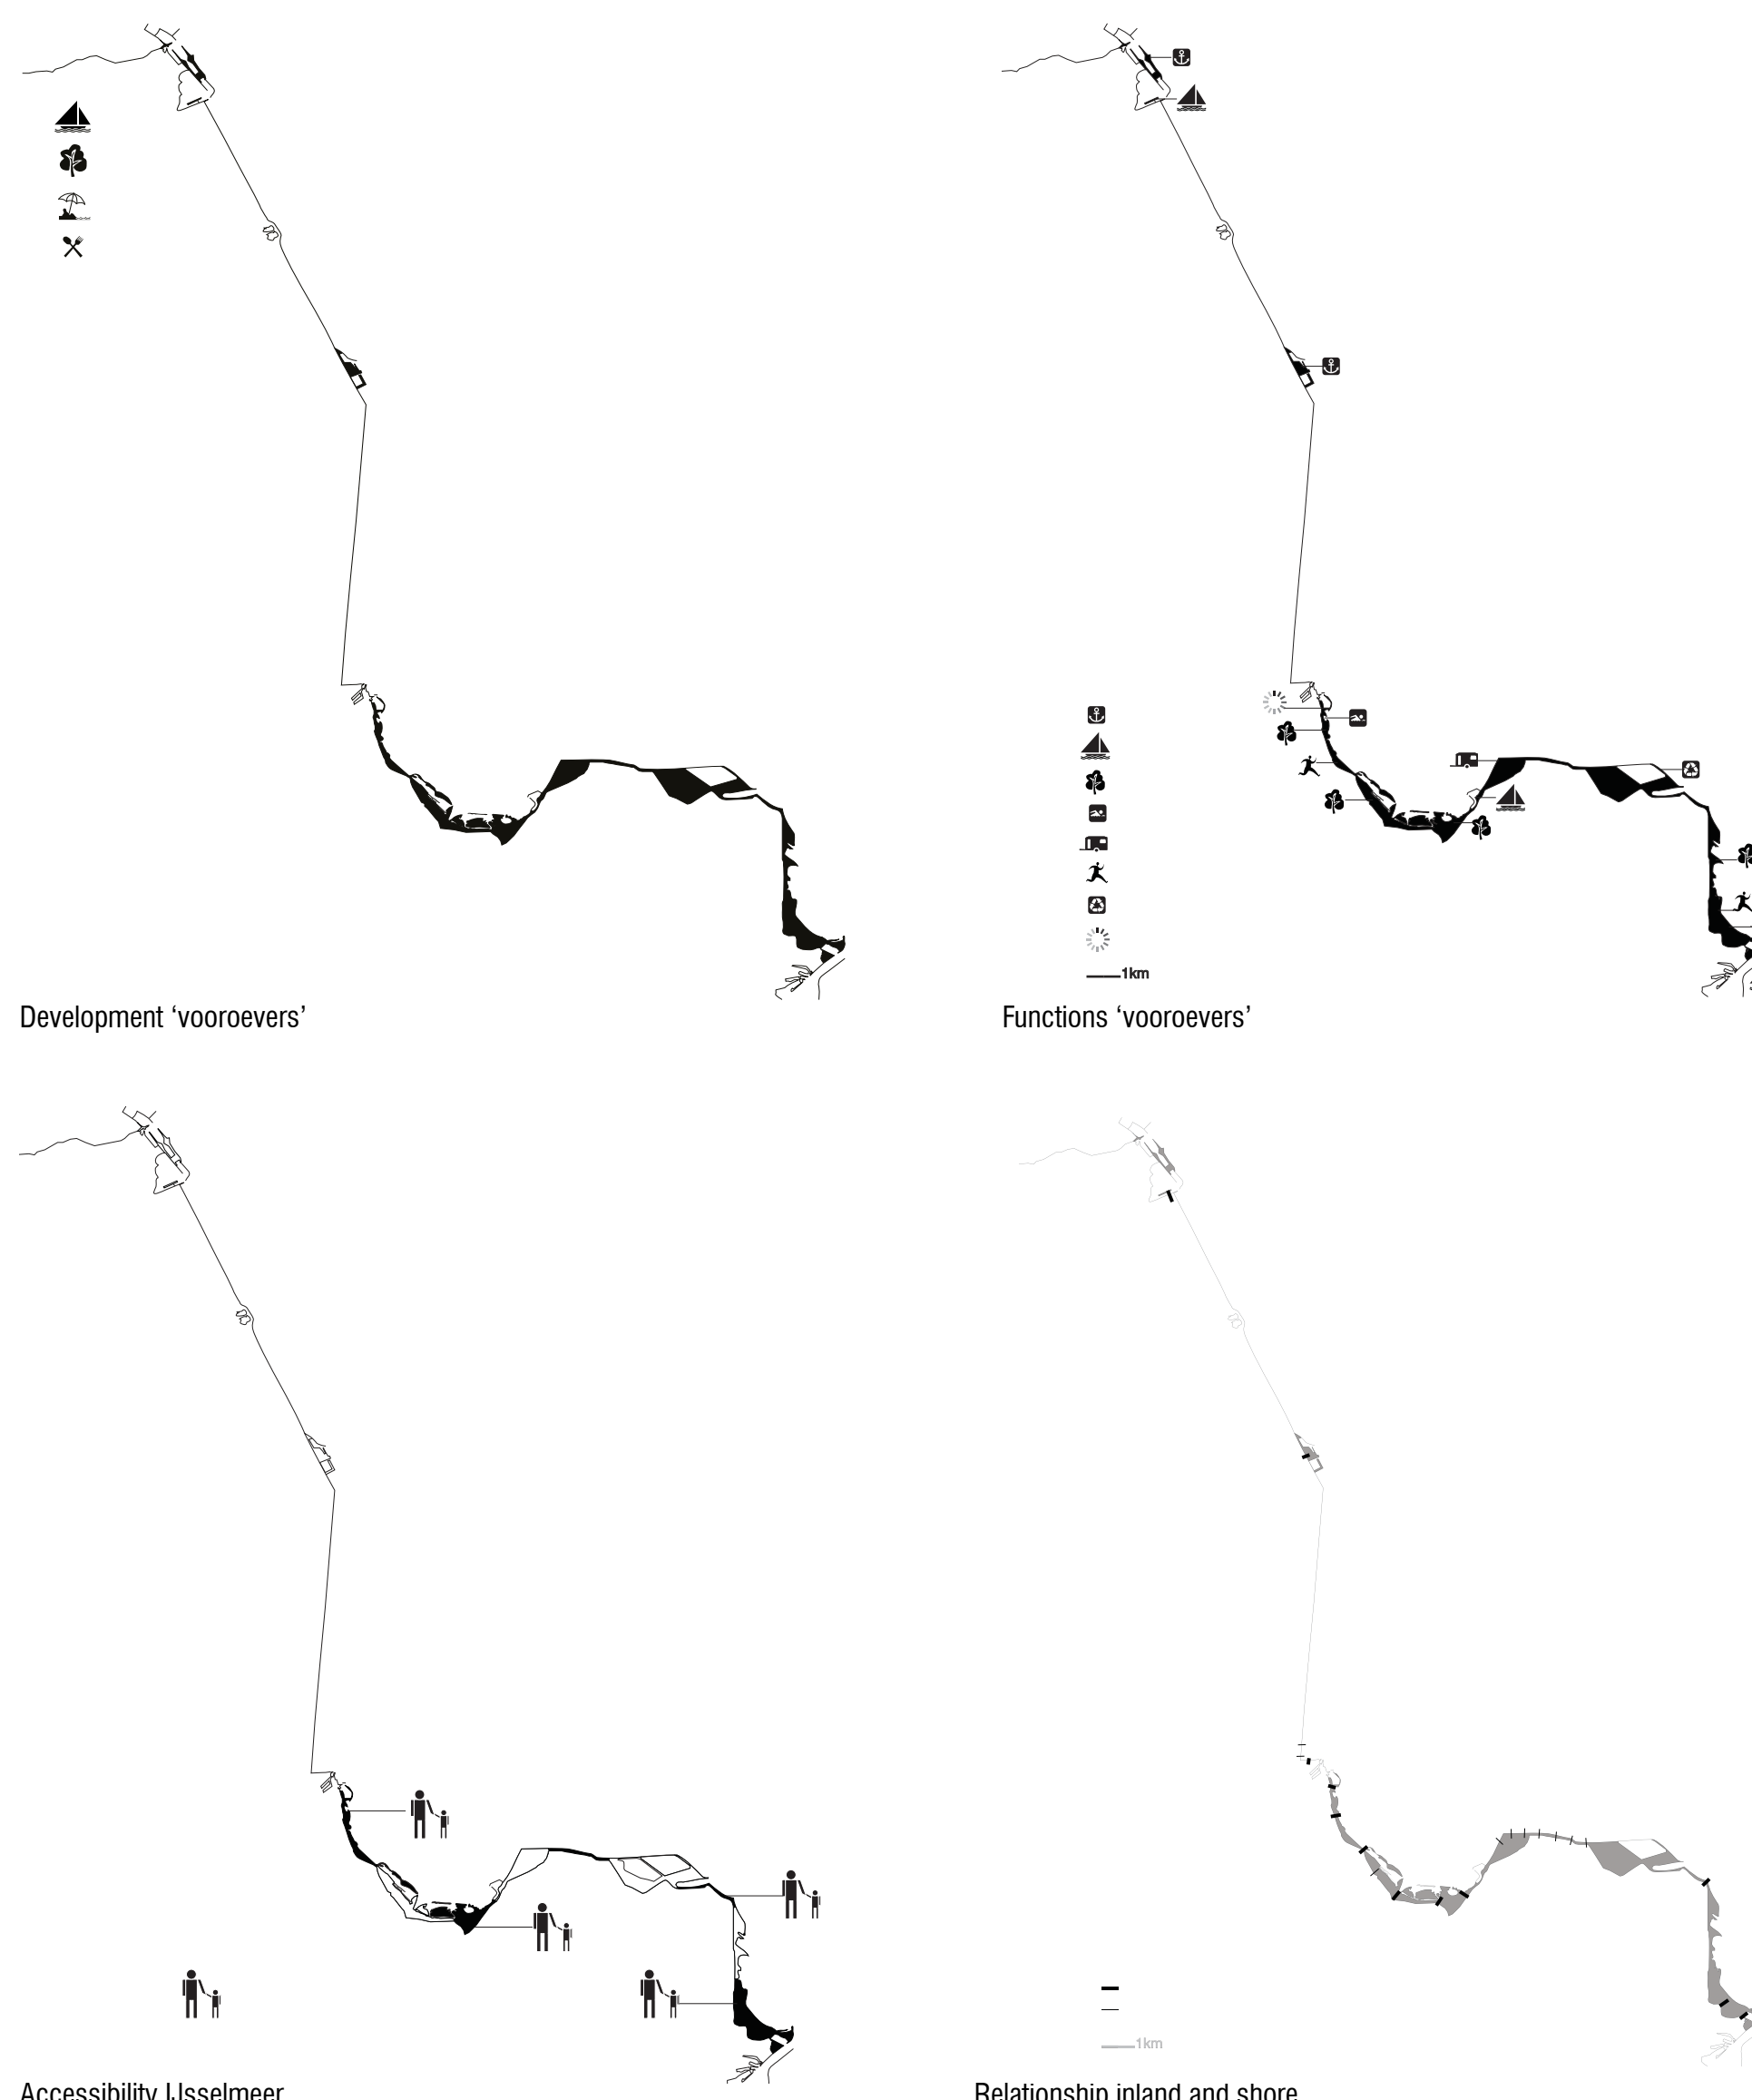 1km
Development ‘vooroevers’
Functions ‘vooroevers’
1km
Accessibility IJsselmeer
Relationship inland and shore